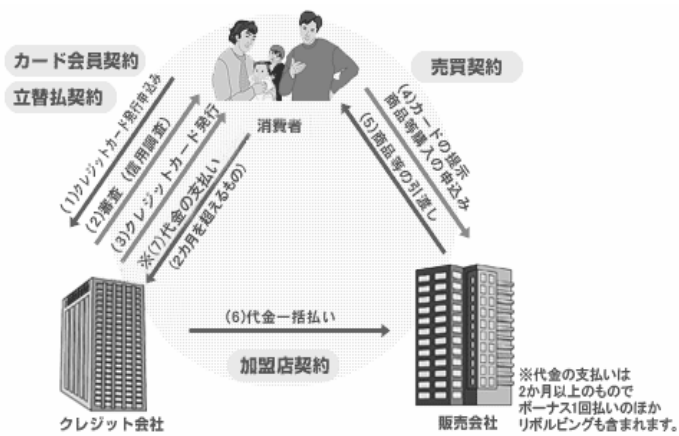 カード会員契約
立替払契約
売買契約
消費者
(1)クレジットカード発行申込み
(2)審査（信用調査）
(3)クレジットカード発行
※(7)代金の支払い
(2カ月を超えるもの)
(4)カードの提示
商品等購入の申込み
(5)商品等の引渡し
(6)代金一括払い
加盟店契約
クレジット会社
販売会社
※代金の支払いは
2か月以上のもので
ボーナス1回払いのほか
リボルビングも含まれます。